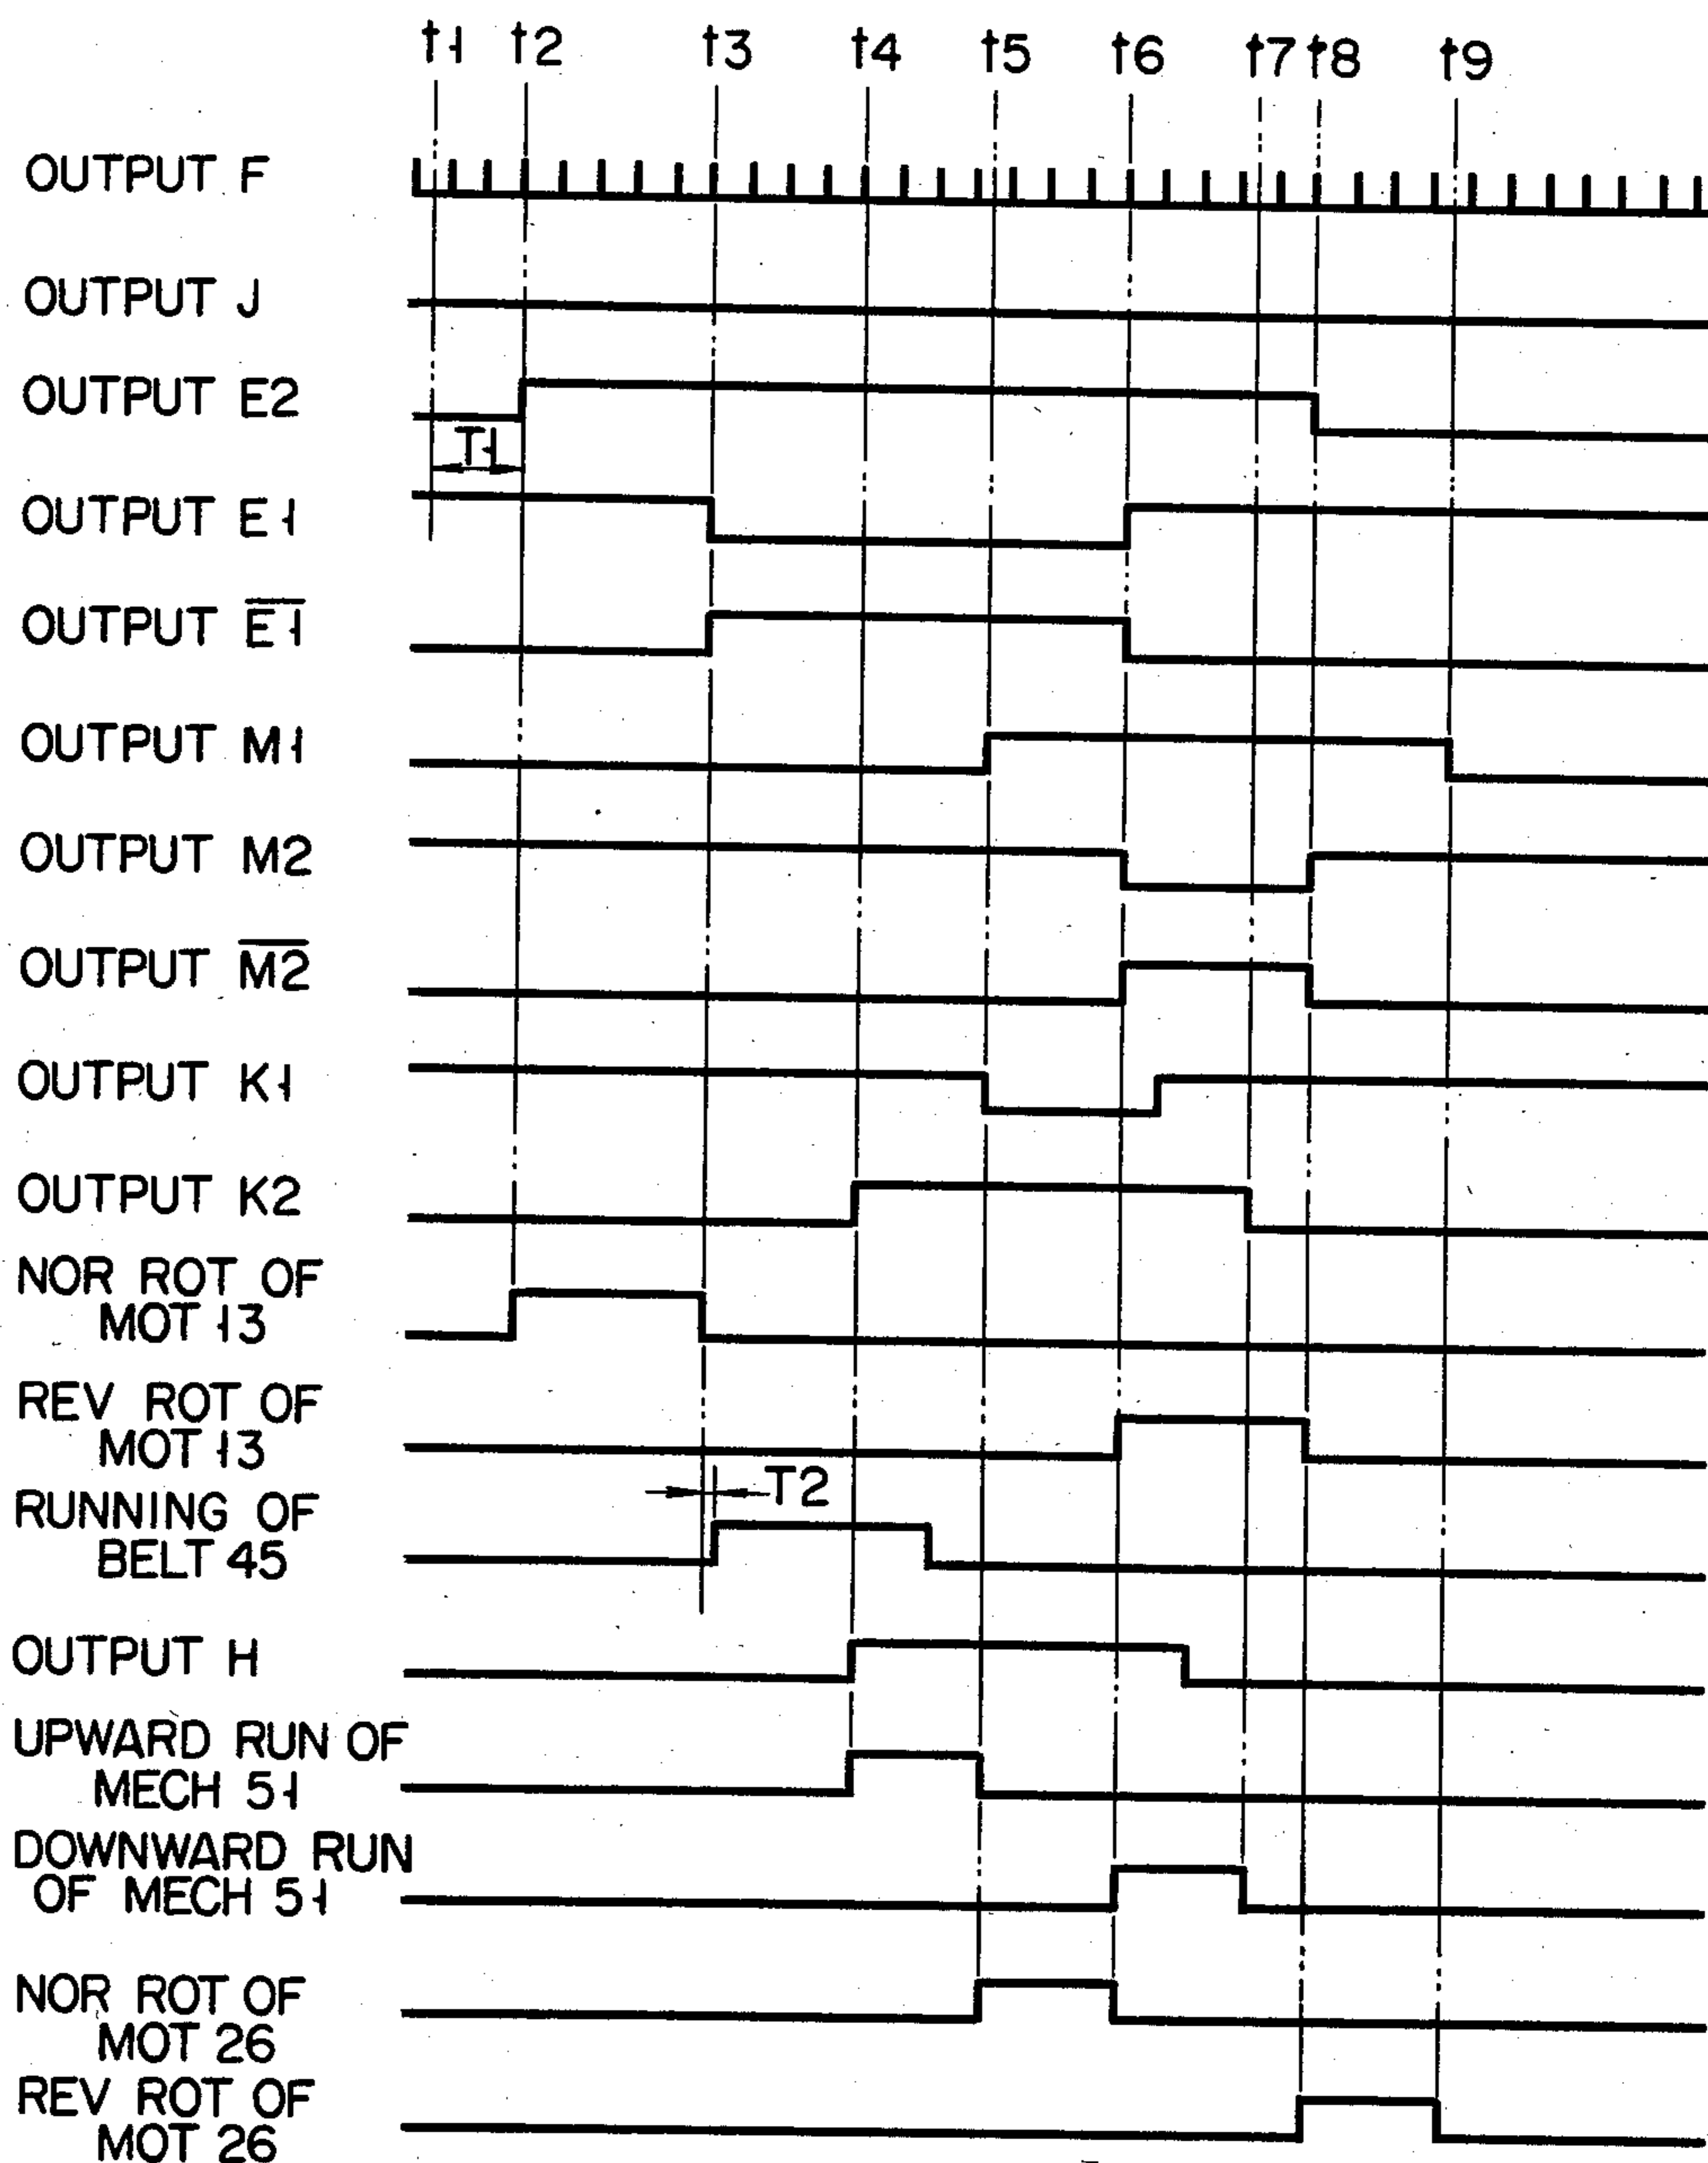 t1 t2 t3 t4 t5 t6 t7 t8 t9
OUTPUT F
OUTPUT J
OUTPUT E2
T1
OUTPUT E1
OUTPUT E1̅
OUTPUT M1
OUTPUT M2
OUTPUT M2̅
OUTPUT K1
OUTPUT K2
NOR ROT OF
MOT 13
REV ROT OF
MOT 13
T2
RUNNING OF
BELT 45
OUTPUT H
UPWARD RUN OF
MECH 51
DOWNWARD RUN
OF MECH 51
NOR ROT OF
MOT 26
REV ROT OF
MOT 26